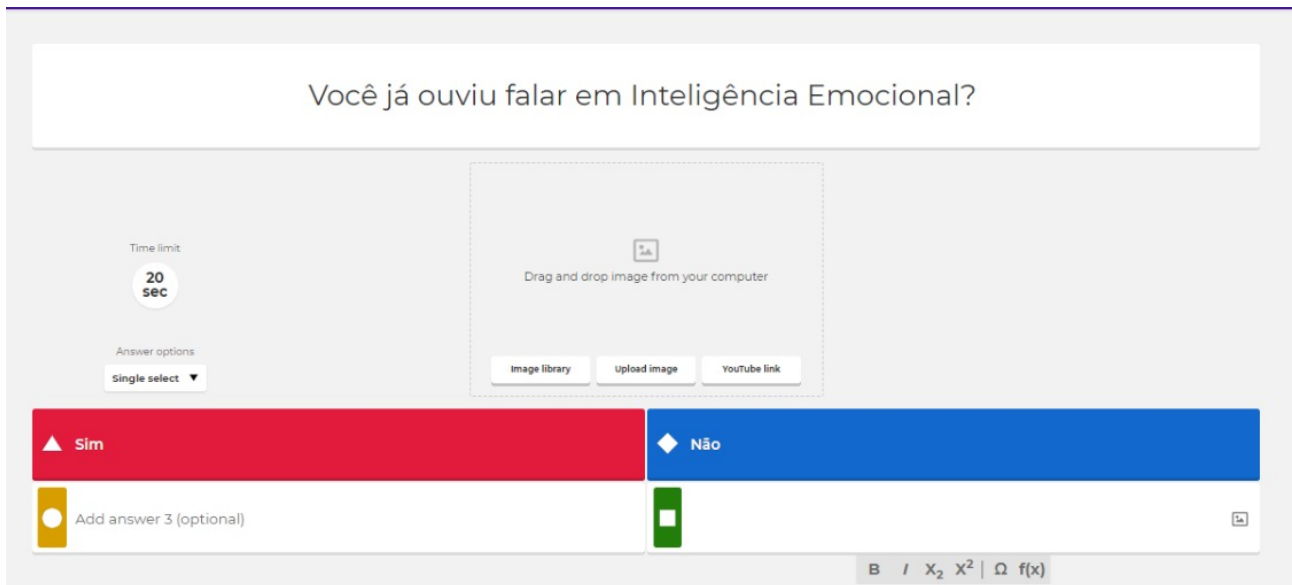 Você já ouviu falar em Inteligência Emocional?
Time limit
20
sec
Answer options
Single select ▼
Drag and drop image from your computer
Image library
Upload image
YouTube link
Sim
Não
Add answer 3 (optional)
B I X₂ X² | Ω f(x)